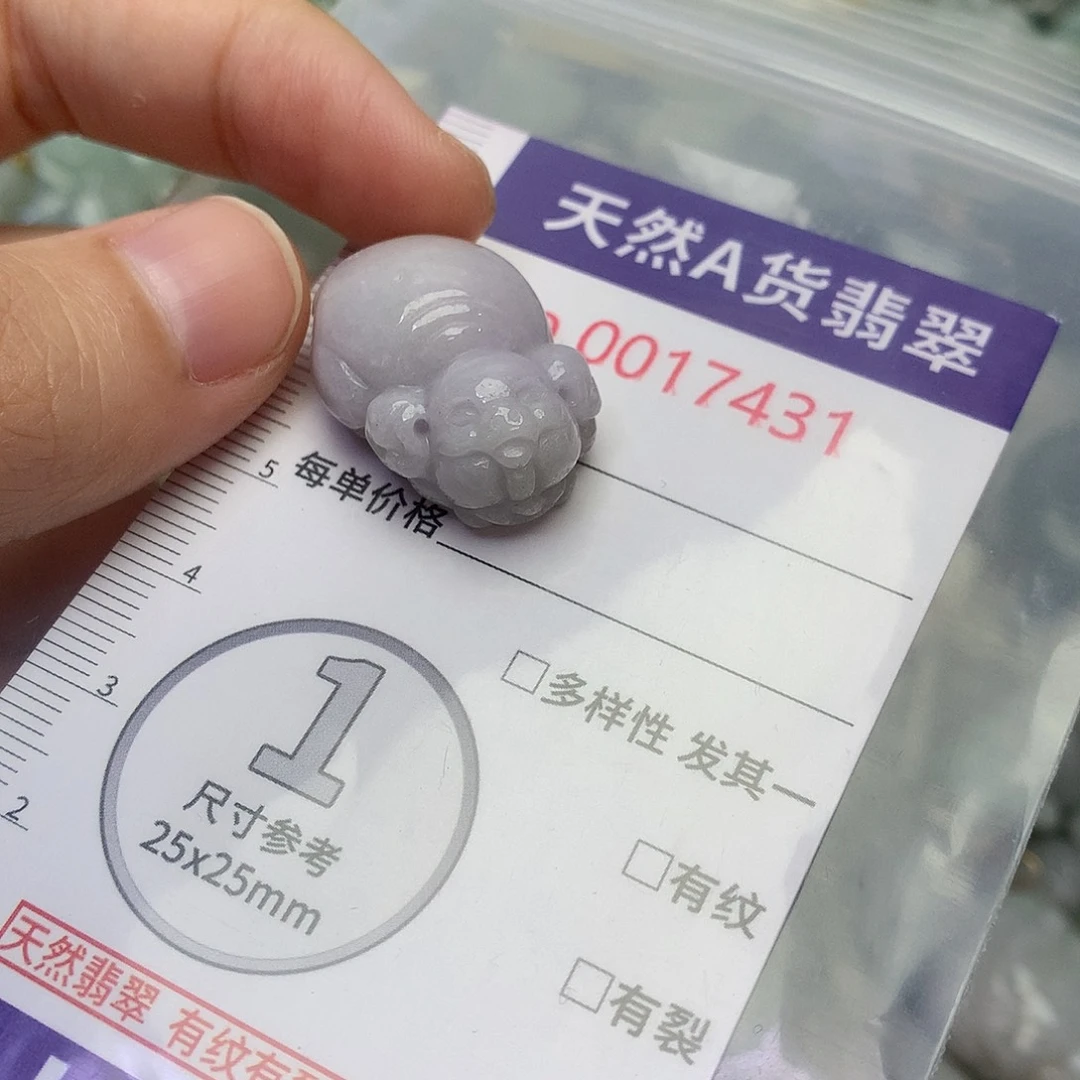 天然A货翡翠
0017431
每单价格
5
4
3
2
1
尺寸参考
25x25mm
□多样性 发其一
□有纹
□有裂
天然翡翠 有纹有